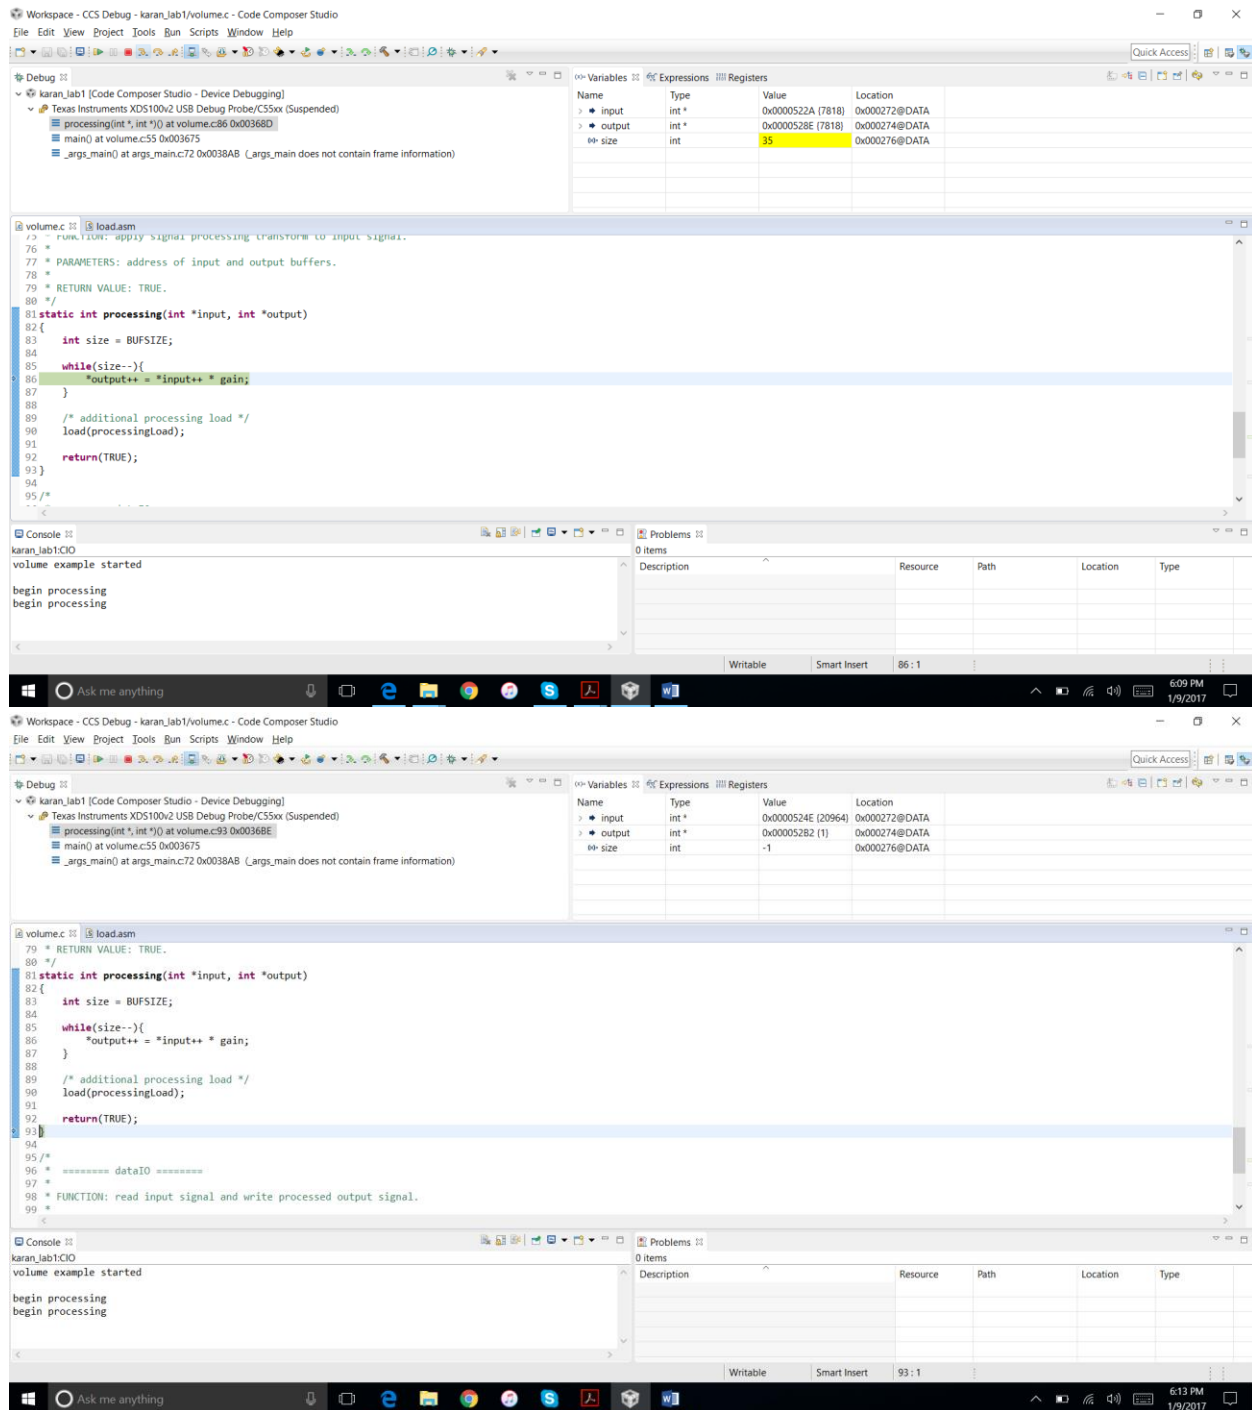 Workspace - CCS Debug - karan_lab1/volume.c - Code Composer Studio
File Edit View Project Tools Run Scripts Window Help
Quick Access
Debug
karan_lab1 [Code Composer Studio - Device Debugging]
Texas Instruments XDS100v2 USB Debug Probe/C55xx (Suspended)
processing(int *, int *)() at volume.c:86 0x00368D
main() at volume.c:55 0x003675
_args_main() at args_main.c:72 0x0038AB (_args_main does not contain frame information)
Variables Expressions Registers
Name Type Value Location
input int * 0x0000522A {7818} 0x000272@DATA
output int * 0x0000528E {7818} 0x000274@DATA
size int 35 0x000276@DATA
volume.c load.asm
75 * FUNCTION: apply signal processing transform to input signal.
76 *
77 * PARAMETERS: address of input and output buffers.
78 *
79 * RETURN VALUE: TRUE.
80 */
81 static int processing(int *input, int *output)
82 {
83 int size = BUFSIZE;
84
85 while(size--){
86 *output++ = *input++ * gain;
87 }
88
89 /* additional processing load */
90 load(processingLoad);
91
92 return(TRUE);
93 }
94
95 /*
Console
karan_lab1:CIO
volume example started
begin processing
begin processing
Problems
0 items
Description Resource Path Location Type
Writable Smart Insert 86 : 1
Ask me anything
6:09 PM
1/9/2017
Workspace - CCS Debug - karan_lab1/volume.c - Code Composer Studio
File Edit View Project Tools Run Scripts Window Help
Quick Access
Debug
karan_lab1 [Code Composer Studio - Device Debugging]
Texas Instruments XDS100v2 USB Debug Probe/C55xx (Suspended)
processing(int *, int *)() at volume.c:93 0x0036BE
main() at volume.c:55 0x003675
_args_main() at args_main.c:72 0x0038AB (_args_main does not contain frame information)
Variables Expressions Registers
Name Type Value Location
input int * 0x0000524E {20964} 0x000272@DATA
output int * 0x000052B2 {1} 0x000274@DATA
size int -1 0x000276@DATA
volume.c load.asm
79 * RETURN VALUE: TRUE.
80 */
81 static int processing(int *input, int *output)
82 {
83 int size = BUFSIZE;
84
85 while(size--){
86 *output++ = *input++ * gain;
87 }
88
89 /* additional processing load */
90 load(processingLoad);
91
92 return(TRUE);
93 }
94
95 /*
96 * ======== dataIO ========
97 *
98 * FUNCTION: read input signal and write processed output signal.
99 *
Console
karan_lab1:CIO
volume example started
begin processing
begin processing
Problems
0 items
Description Resource Path Location Type
Writable Smart Insert 93 : 1
Ask me anything
6:13 PM
1/9/2017